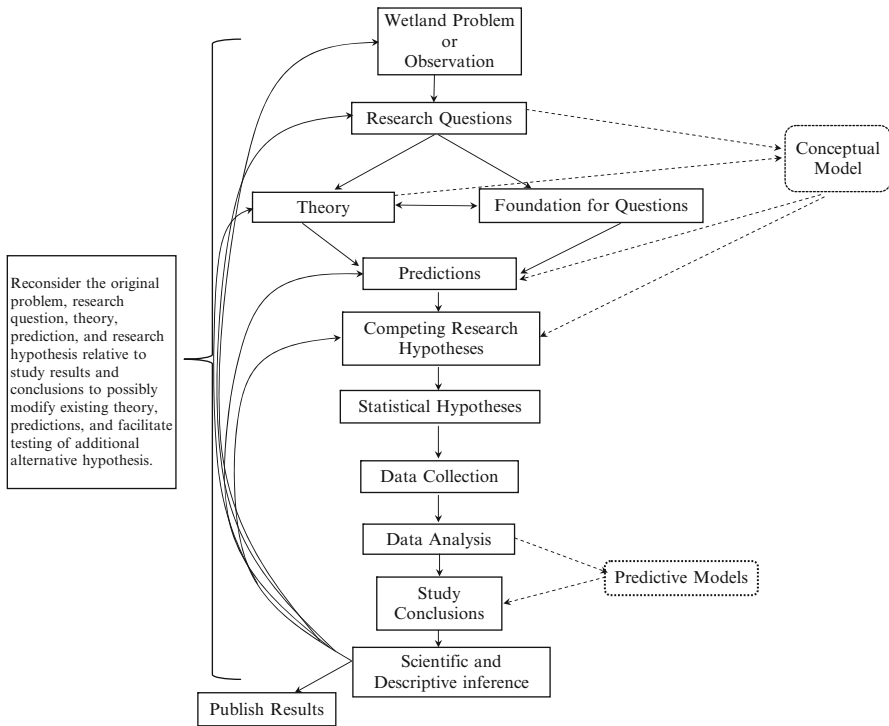 Wetland Problem
or
Observation
Research Questions
Conceptual
Model
Theory
Foundation for Questions
Predictions
Reconsider the original
problem, research
question, theory,
prediction, and research
hypothesis relative to
study results and
conclusions to possibly
modify existing theory,
predictions, and facilitate
testing of additional
alternative hypothesis.
Competing Research
Hypotheses
Statistical Hypotheses
Data Collection
Data Analysis
Predictive Models
Study
Conclusions
Scientific and
Descriptive inference
Publish Results